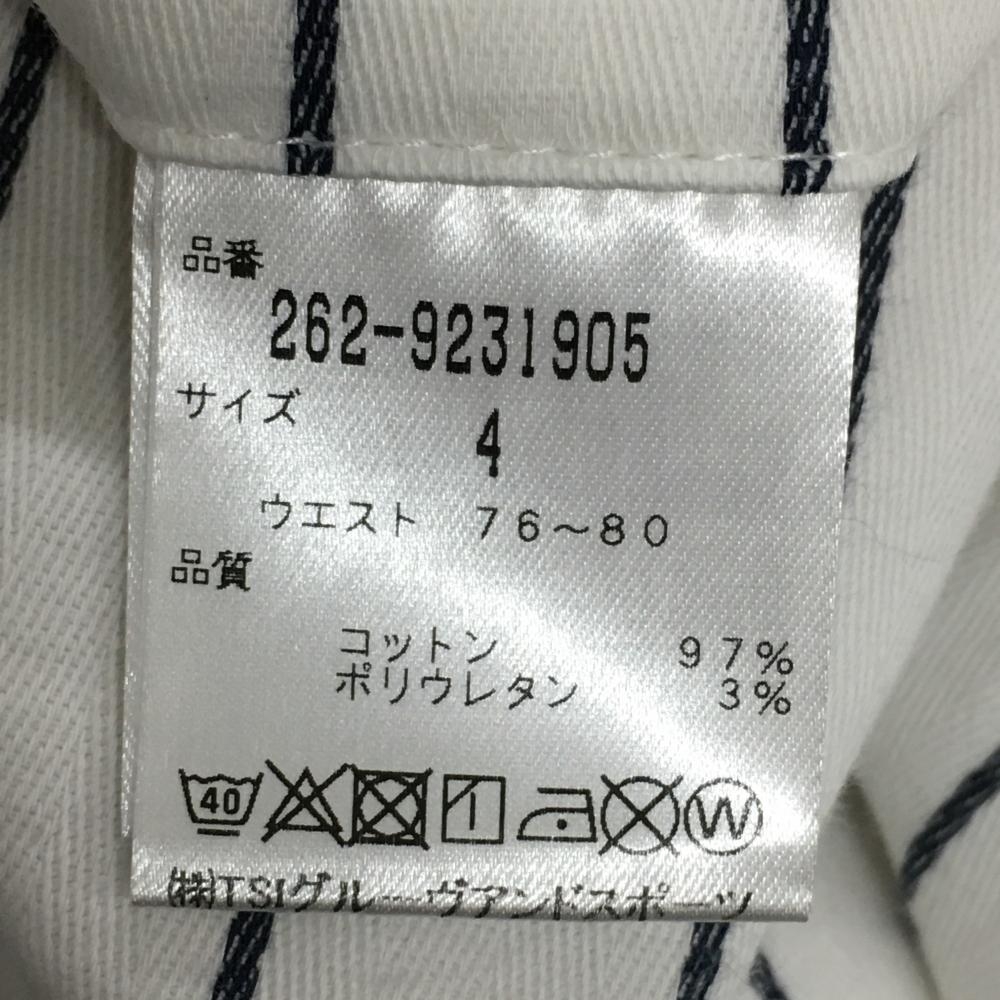 品番
262-9231905
サイズ
4
ウエスト 76~80
品質
コットン 97%
ポリウレタン 3%
40
W
(株)TSIグルーヴアンドスポーツ